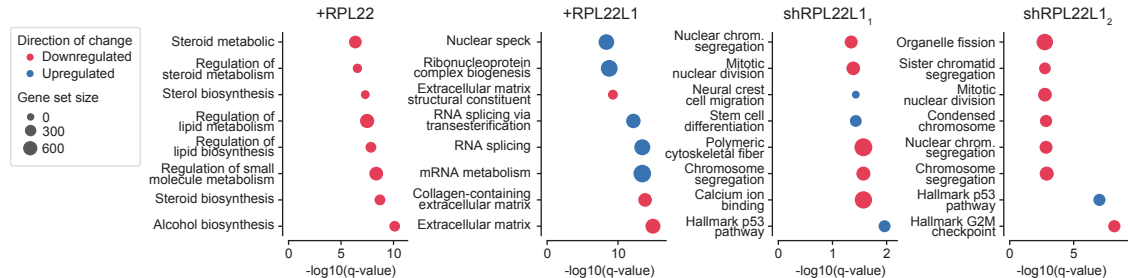 Direction of change
Downregulated
Upregulated
Gene set size
0
300
600
+RPL22
Steroid metabolic
Regulation of
steroid metabolism
Sterol biosynthesis
Regulation of
lipid metabolism
Regulation of
lipid biosynthesis
Regulation of small
molecule metabolism
Steroid biosynthesis
Alcohol biosynthesis
0 5 10
-log10(q-value)
+RPL22L1
Nuclear speck
Ribonucleoprotein
complex biogenesis
Extracellular matrix
structural constituent
RNA splicing via
transesterification
RNA splicing
mRNA metabolism
Collagen-containing
extracellular matrix
Extracellular matrix
0 10
-log10(q-value)
shRPL22L1₁
Nuclear chrom.
segregation
Mitotic
nuclear division
Neural crest
cell migration
Stem cell
differentiation
Polymeric
cytoskeletal fiber
Chromosome
segregation
Calcium ion
binding
Hallmark p53
pathway
0 1 2
-log10(q-value)
shRPL22L1₂
Organelle fission
Sister chromatid
segregation
Mitotic
nuclear division
Condensed
chromosome
Nuclear chrom.
segregation
Chromosome
segregation
Hallmark p53
pathway
Hallmark G2M
checkpoint
0 5
-log10(q-value)